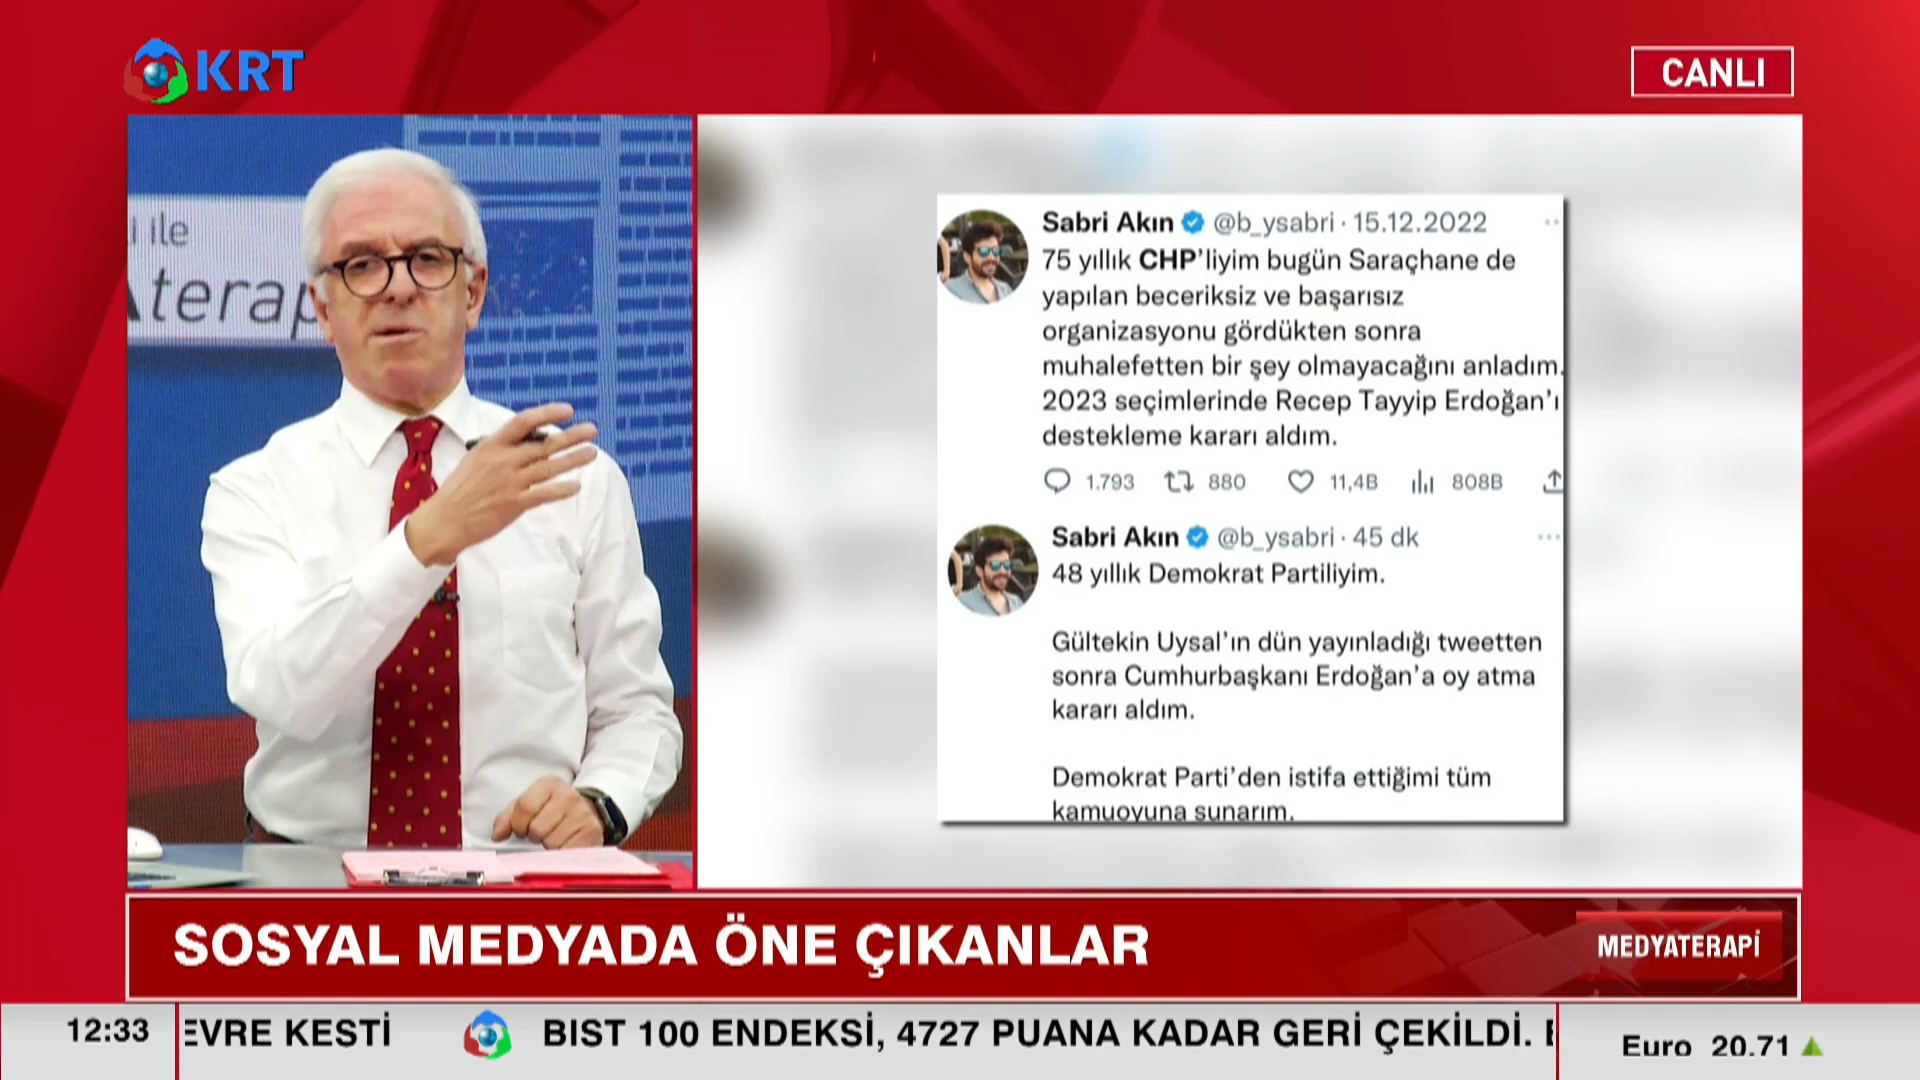 KRT
CANLI
i ile
terap
Sabri Akın @b_ysabri · 15.12.2022
75 yıllık CHP'liyim bugün Saraçhane de
yapılan beceriksiz ve başarısız
organizasyonu gördükten sonra
muhalefetten bir şey olmayacağını anladım.
2023 seçimlerinde Recep Tayyip Erdoğan'ı
destekleme kararı aldım.
1.793 880 11,4B 808B
Sabri Akın @b_ysabri · 45 dk
48 yıllık Demokrat Partiliyim.
Gültekin Uysal'ın dün yayınladığı tweetten
sonra Cumhurbaşkanı Erdoğan'a oy atma
kararı aldım.
Demokrat Parti'den istifa ettiğimi tüm
kamuoyuna sunarım.
SOSYAL MEDYADA ÖNE ÇIKANLAR
MEDYATERAPİ
12:33 EVRE KESTİ BIST 100 ENDEKSİ, 4727 PUANA KADAR GERİ ÇEKİLDİ. Euro 20.71